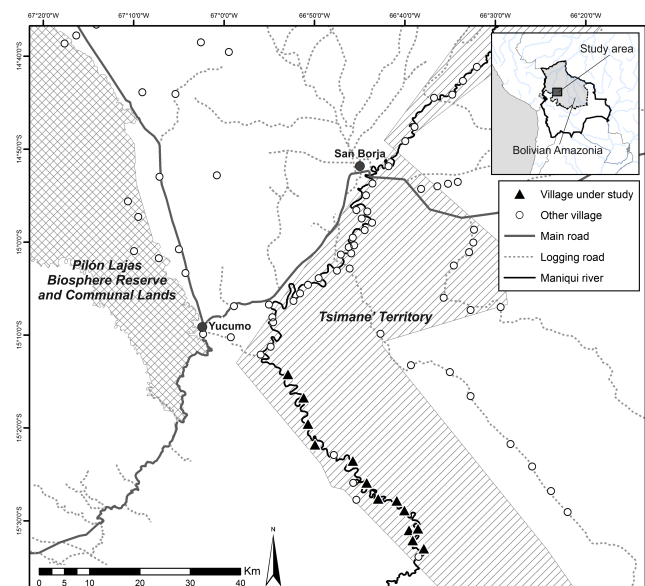 67°20'0"S 67°10'0"S 67°0'0"S 66°50'0"S 66°40'0"S 66°30'0"S 66°20'0"S
14°40'0"S
Study area
Bolivian Amazonia
14°50'0"S
San Borja
Village under study
Other village
Main road
Logging road
Maniqui river
15°0'0"S
Pilón Lajas
Biosphere Reserve
and Communal Lands
Tsimane' Territory
15°10'0"S
Yucumo
15°20'0"S
15°30'0"S
N
Km
0 5 10 20 30 40